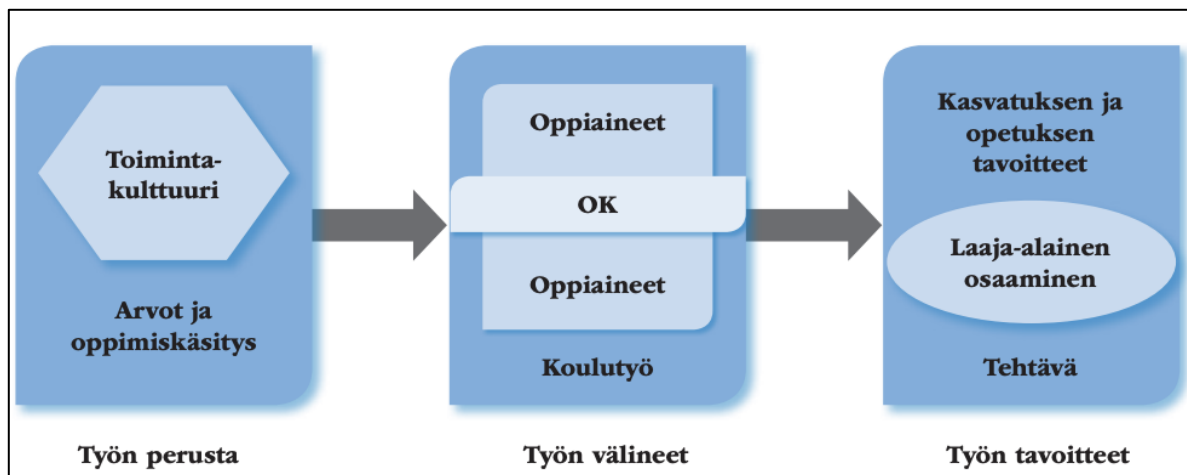 Toiminta-
kulttuuri
Arvot ja
oppimiskäsitys
Työn perusta
Oppiaineet
OK
Oppiaineet
Koulutyö
Työn välineet
Kasvatuksen ja
opetuksen
tavoitteet
Laaja-alainen
osaaminen
Tehtävä
Työn tavoitteet